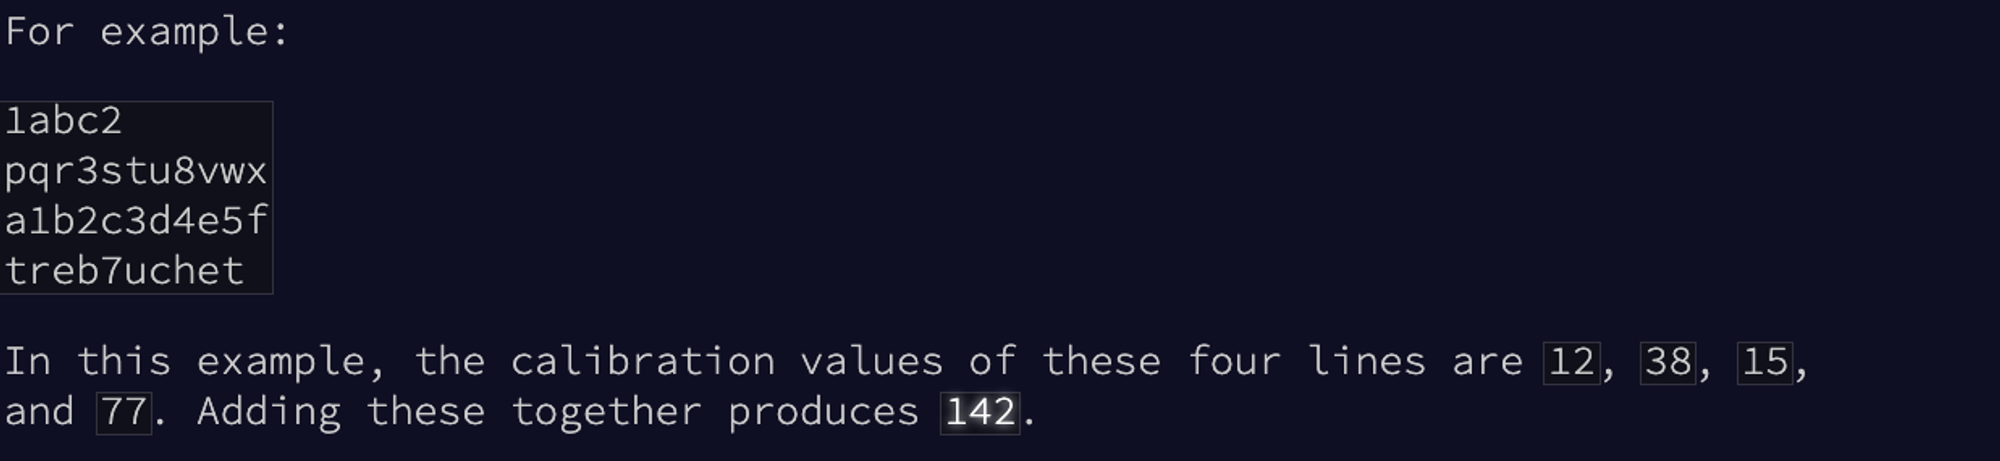 For example:
1abc2
pqr3stu8vwx
a1b2c3d4e5f
treb7uchet
In this example, the calibration values of these four lines are 12, 38, 15,
and 77. Adding these together produces 142.